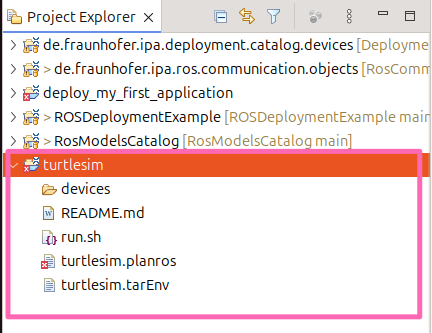 Project Explorer
de.fraunhofer.ipa.deployment.catalog.devices [Deployme
> de.fraunhofer.ipa.ros.communication.objects [RosComm
deploy_my_first_application
> ROSDeploymentExample [ROSDeploymentExample main
> RosModelsCatalog [RosModelsCatalog main]
turtlesim
devices
README.md
run.sh
turtlesim.planros
turtlesim.tarEnv